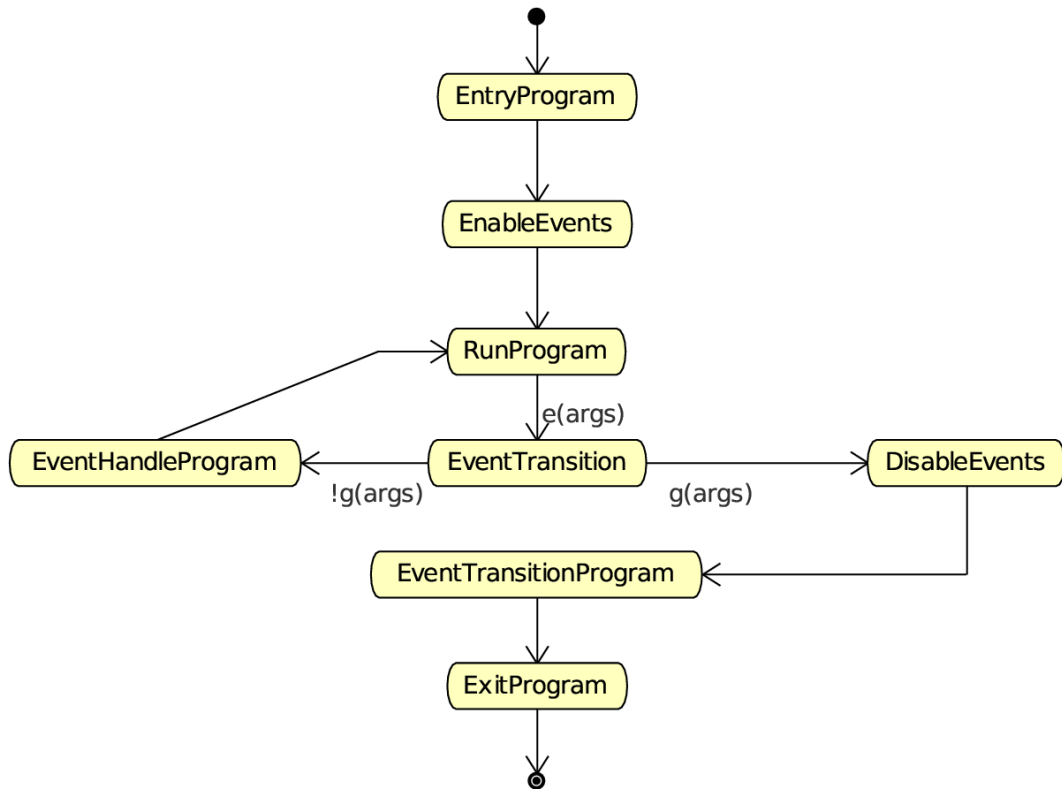 EntryProgram
EnableEvents
RunProgram
e(args)
EventHandleProgram
EventTransition
DisableEvents
!g(args)
g(args)
EventTransitionProgram
ExitProgram